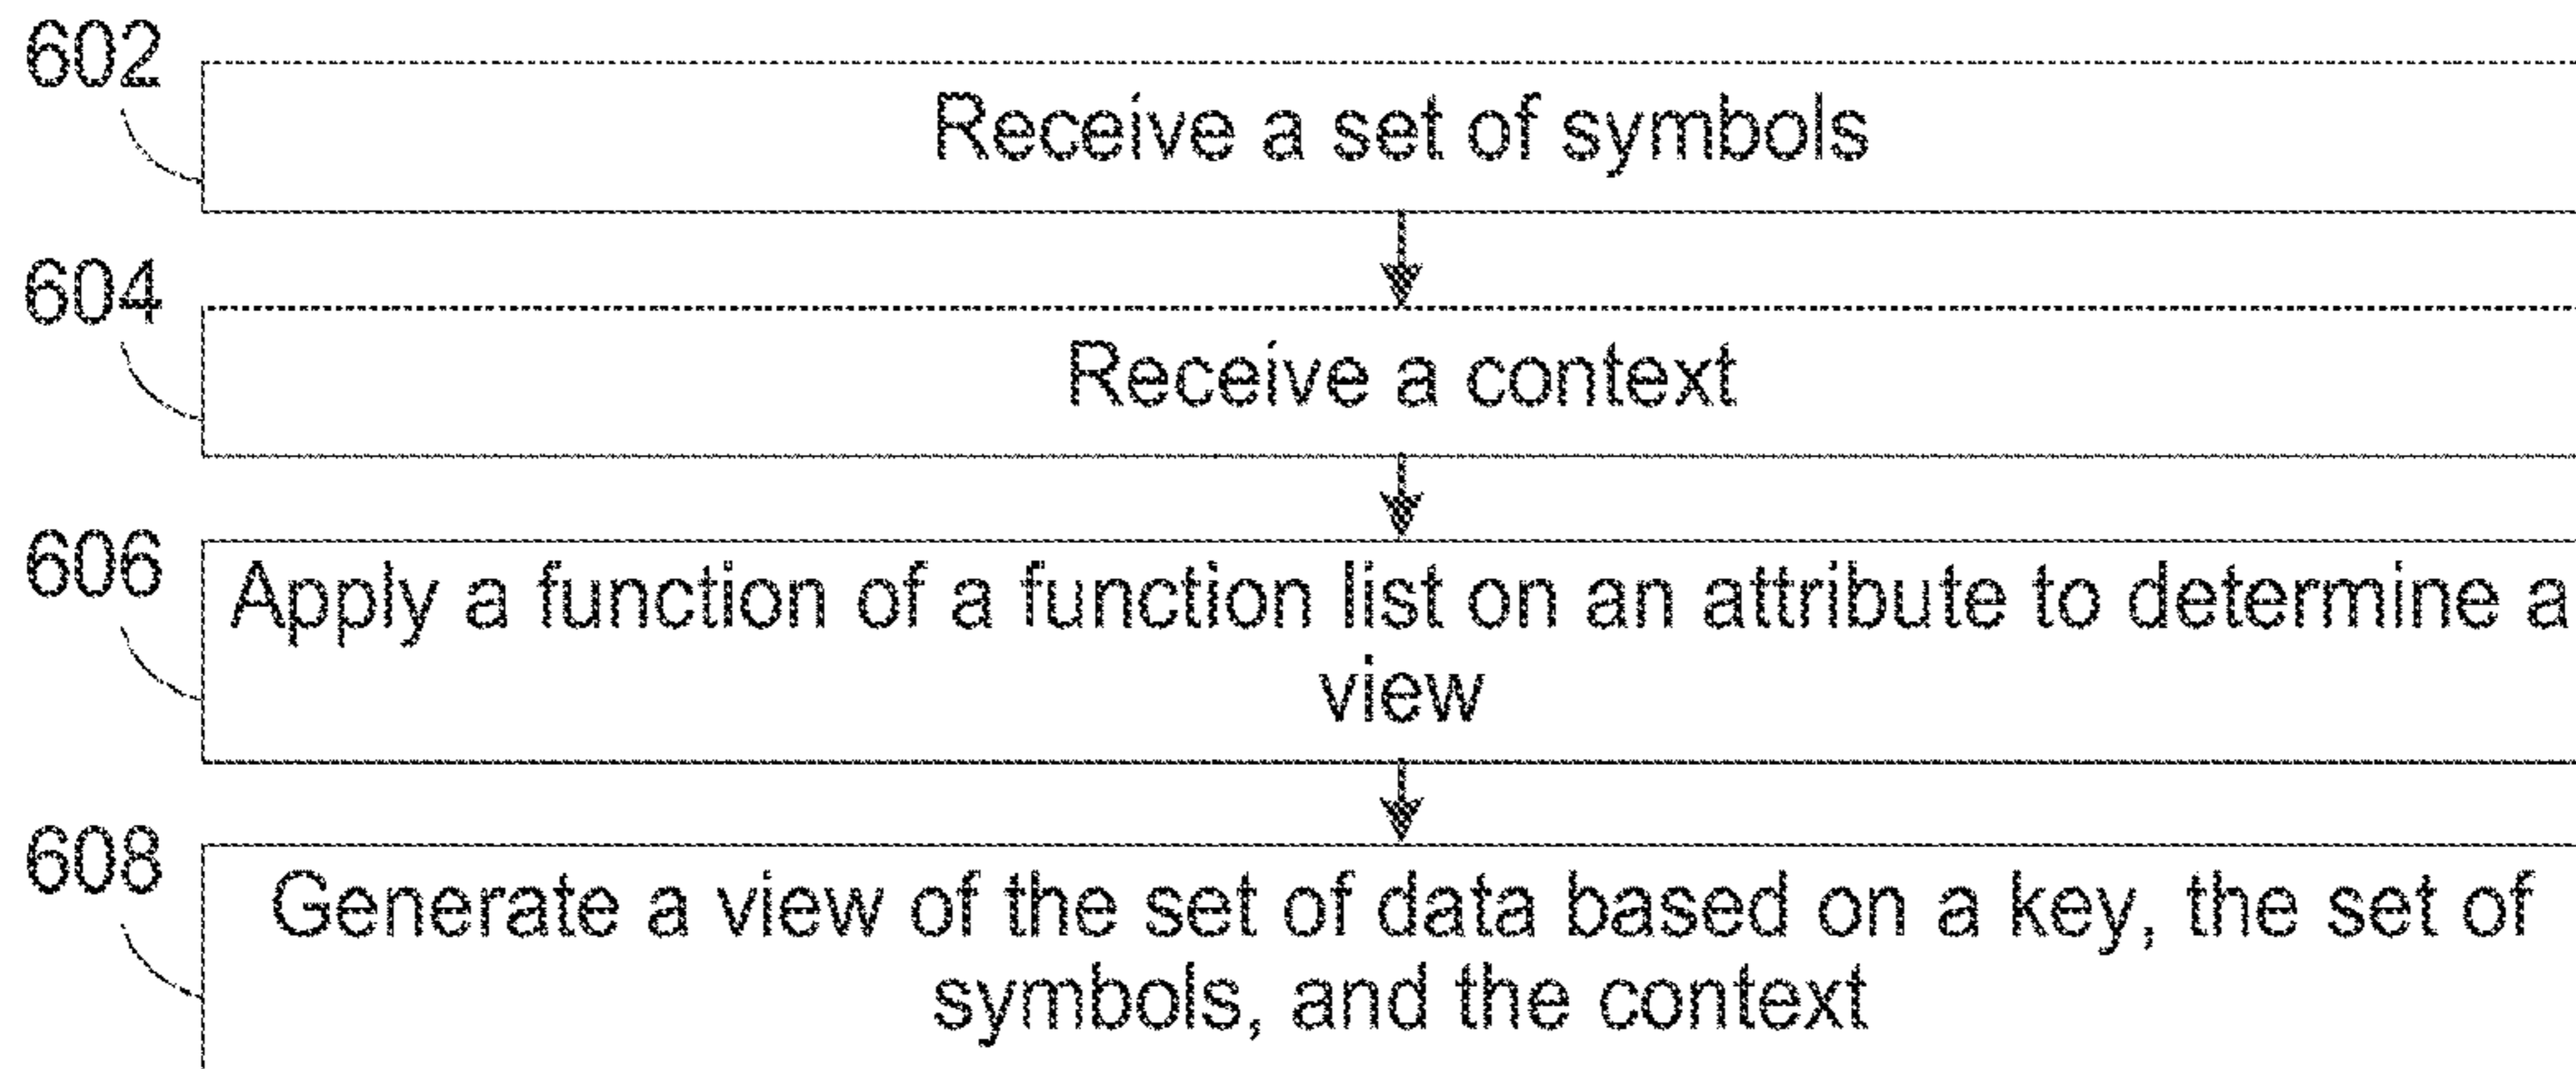 602
Receive a set of symbols
604
Receive a context
606
Apply a function of a function list on an attribute to determine a
view
608
Generate a view of the set of data based on a key, the set of
symbols, and the context